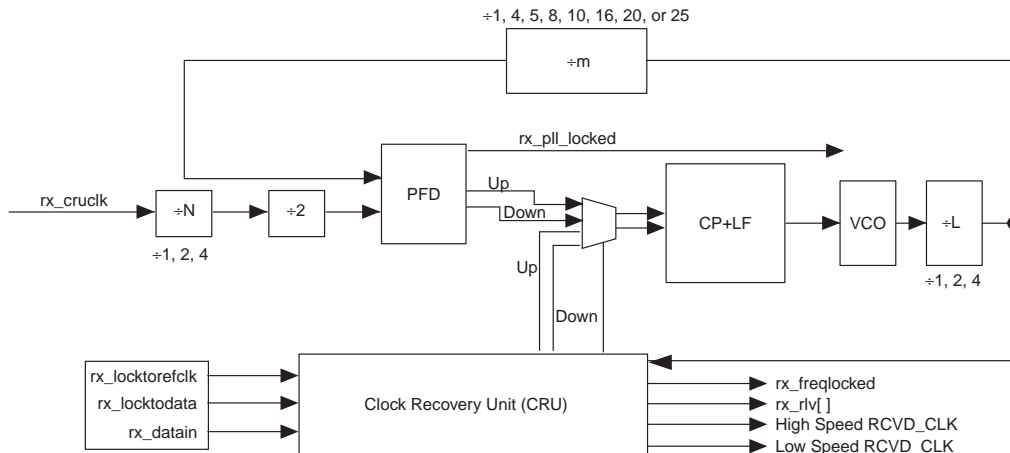 ÷1, 4, 5, 8, 10, 16, 20, or 25
÷m
rx_pll_locked
PFD
Up
Down
rx_cruclk
÷N
÷2
CP+LF
VCO
÷L
÷1, 2, 4
÷1, 2, 4
Up
Down
rx_locktorefclk
rx_locktodata
rx_datain
Clock Recovery Unit (CRU)
rx_freqlocked
rx_rlv[ ]
High Speed RCVD_CLK
Low Speed RCVD_CLK